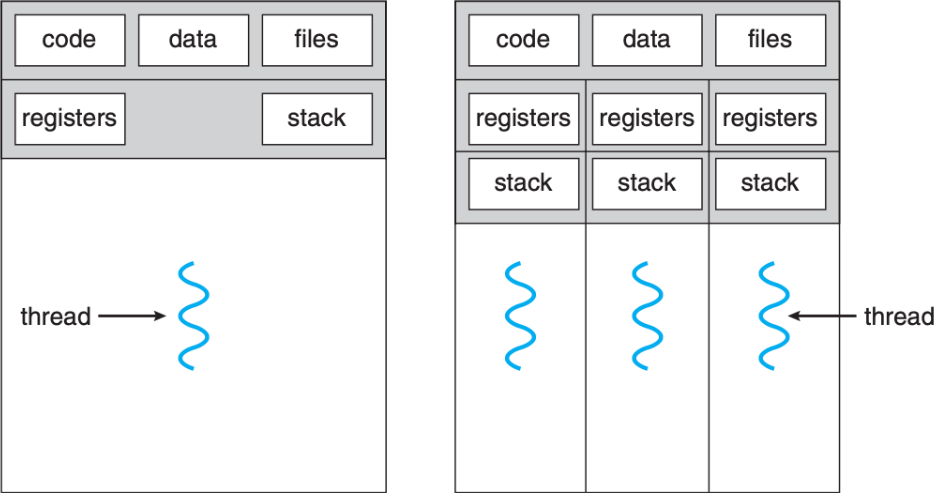 code data files
registers stack
thread
code data files
registers registers registers
stack stack stack
thread